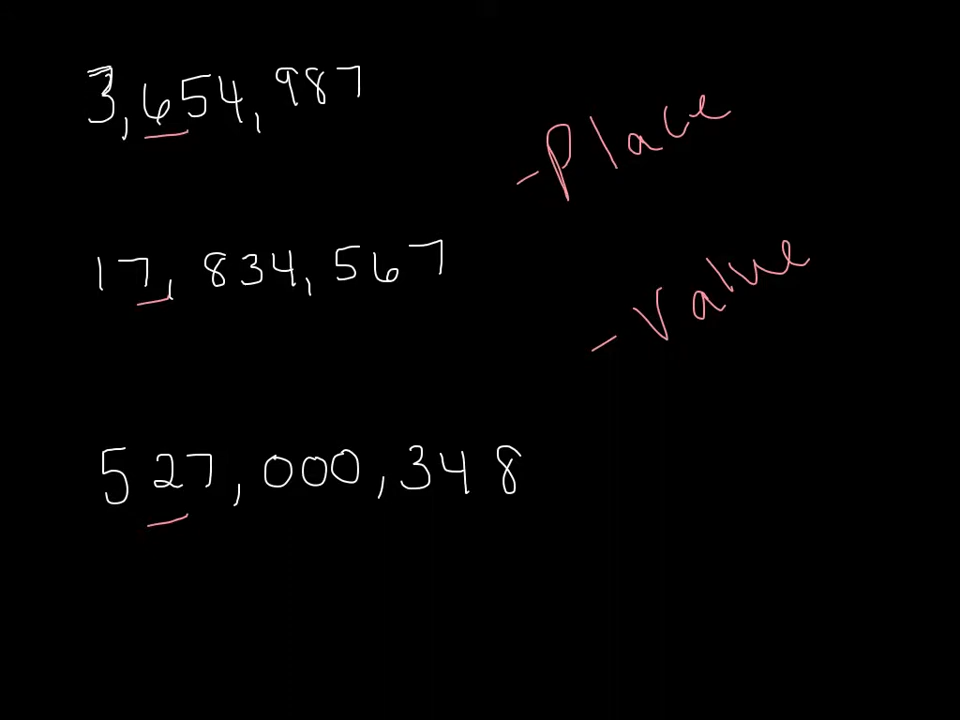 3,654,987
- Place
17,834,567
- Value
527,000,348